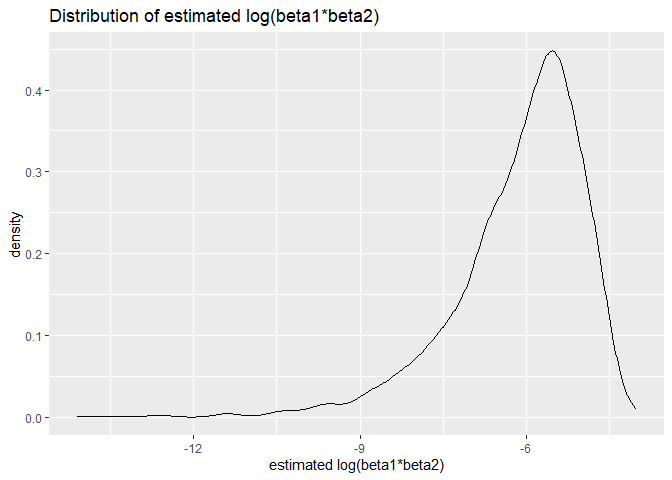 Distribution of estimated log(beta1*beta2)
density
0.4
0.3
0.2
0.1
0.0
-12
-9
-6
estimated log(beta1*beta2)